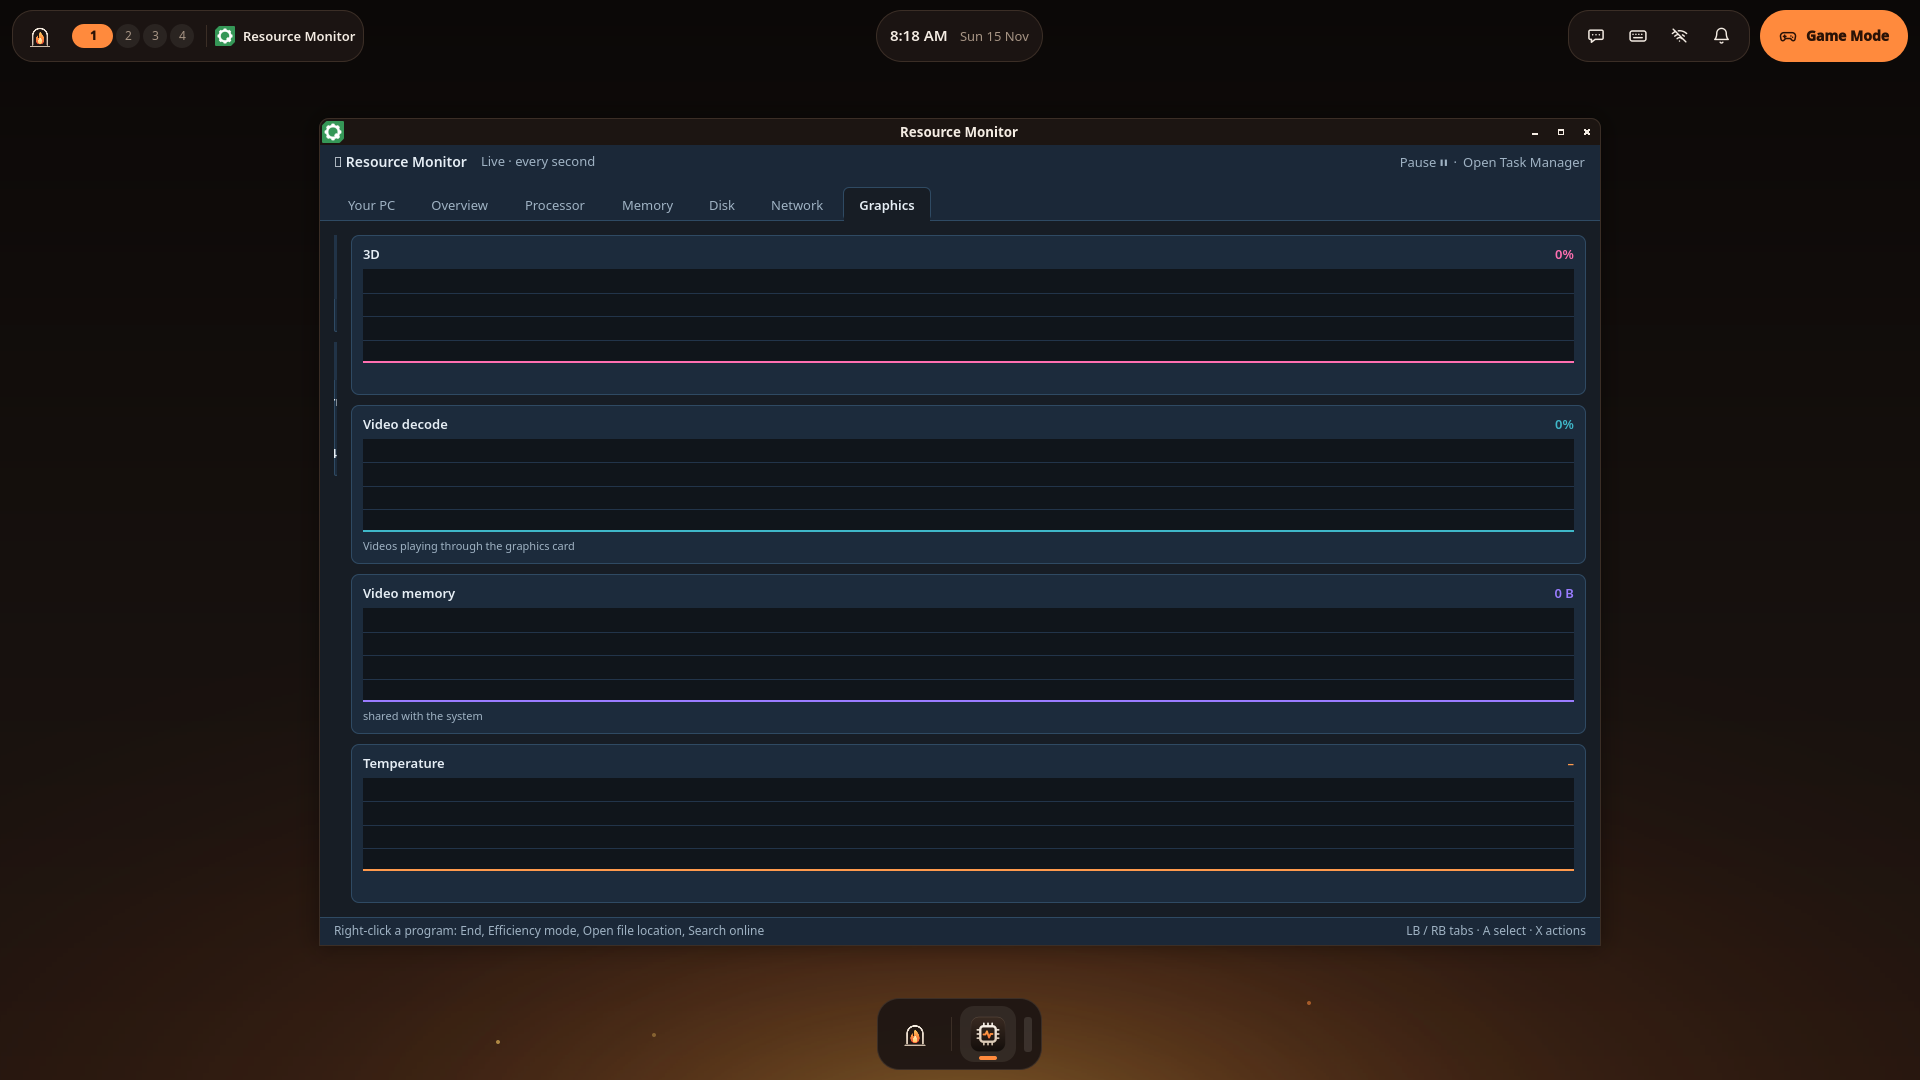 1 2 3 4 Resource Monitor
8:18 AM Sun 15 Nov
Game Mode
Resource Monitor
Resource Monitor Live · every second
Pause · Open Task Manager
Your PC Overview Processor Memory Disk Network Graphics
3D 0%
Video decode 0%
Videos playing through the graphics card
Video memory 0 B
shared with the system
Temperature –
Right-click a program: End, Efficiency mode, Open file location, Search online
LB / RB tabs · A select · X actions